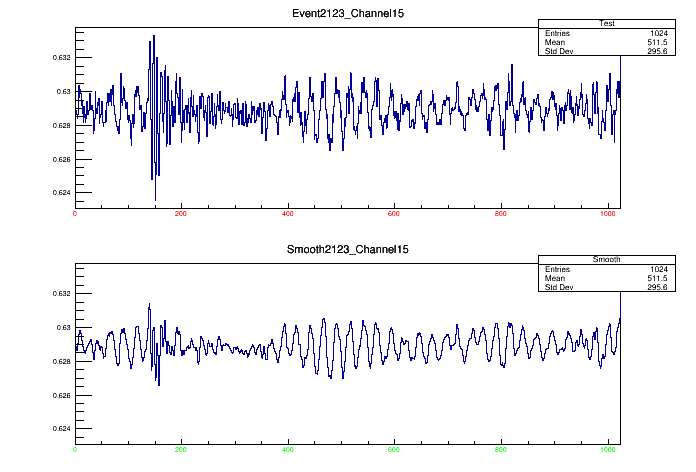 Event2123_Channel15
Test
Entries 1024
Mean 511.5
Std Dev 295.6
0.632
0.63
0.628
0.626
0.624
0 200 400 600 800 1000
Smooth2123_Channel15
Smooth
Entries 1024
Mean 511.5
Std Dev 295.6
0.632
0.63
0.628
0.626
0.624
0 200 400 600 800 1000